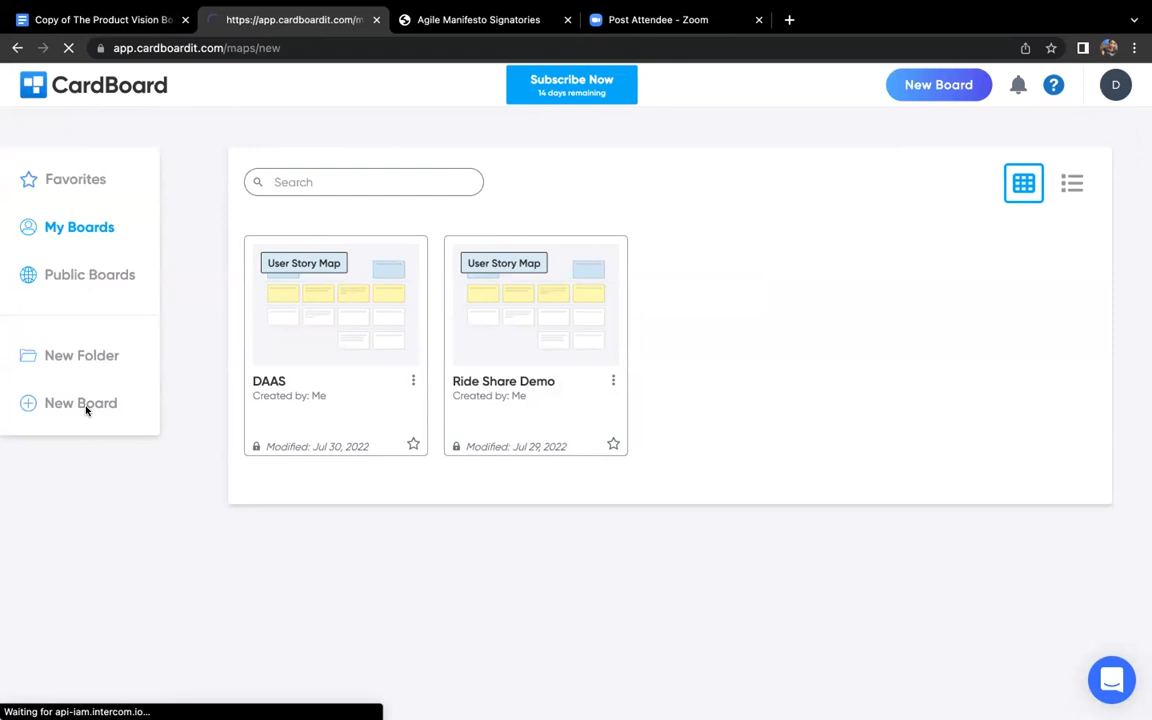 Copy of The Product Vision Bo
https://app.cardboardit.com/m
Agile Manifesto Signatories
Post Attendee - Zoom
app.cardboardit.com/maps/new
CardBoard
Subscribe Now
14 days remaining
New Board
?
D
Favorites
My Boards
Public Boards
New Folder
New Board
Search
User Story Map
DAAS
Created by: Me
Modified: Jul 30, 2022
User Story Map
Ride Share Demo
Created by: Me
Modified: Jul 29, 2022
Waiting for api-iam.intercom.io...